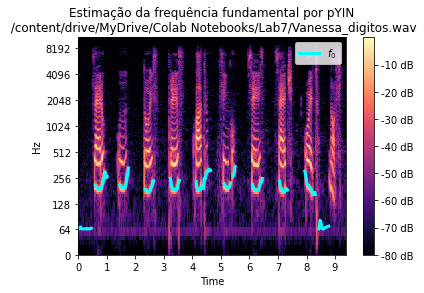 Estimação da frequência fundamental por pYIN
/content/drive/MyDrive/Colab Notebooks/Lab7/Vanessa_digitos.wav
f0
8192
4096
2048
1024
512
256
128
64
0
Hz
0 1 2 3 4 5 6 7 8 9
Time
-10 dB
-20 dB
-30 dB
-40 dB
-50 dB
-60 dB
-70 dB
-80 dB